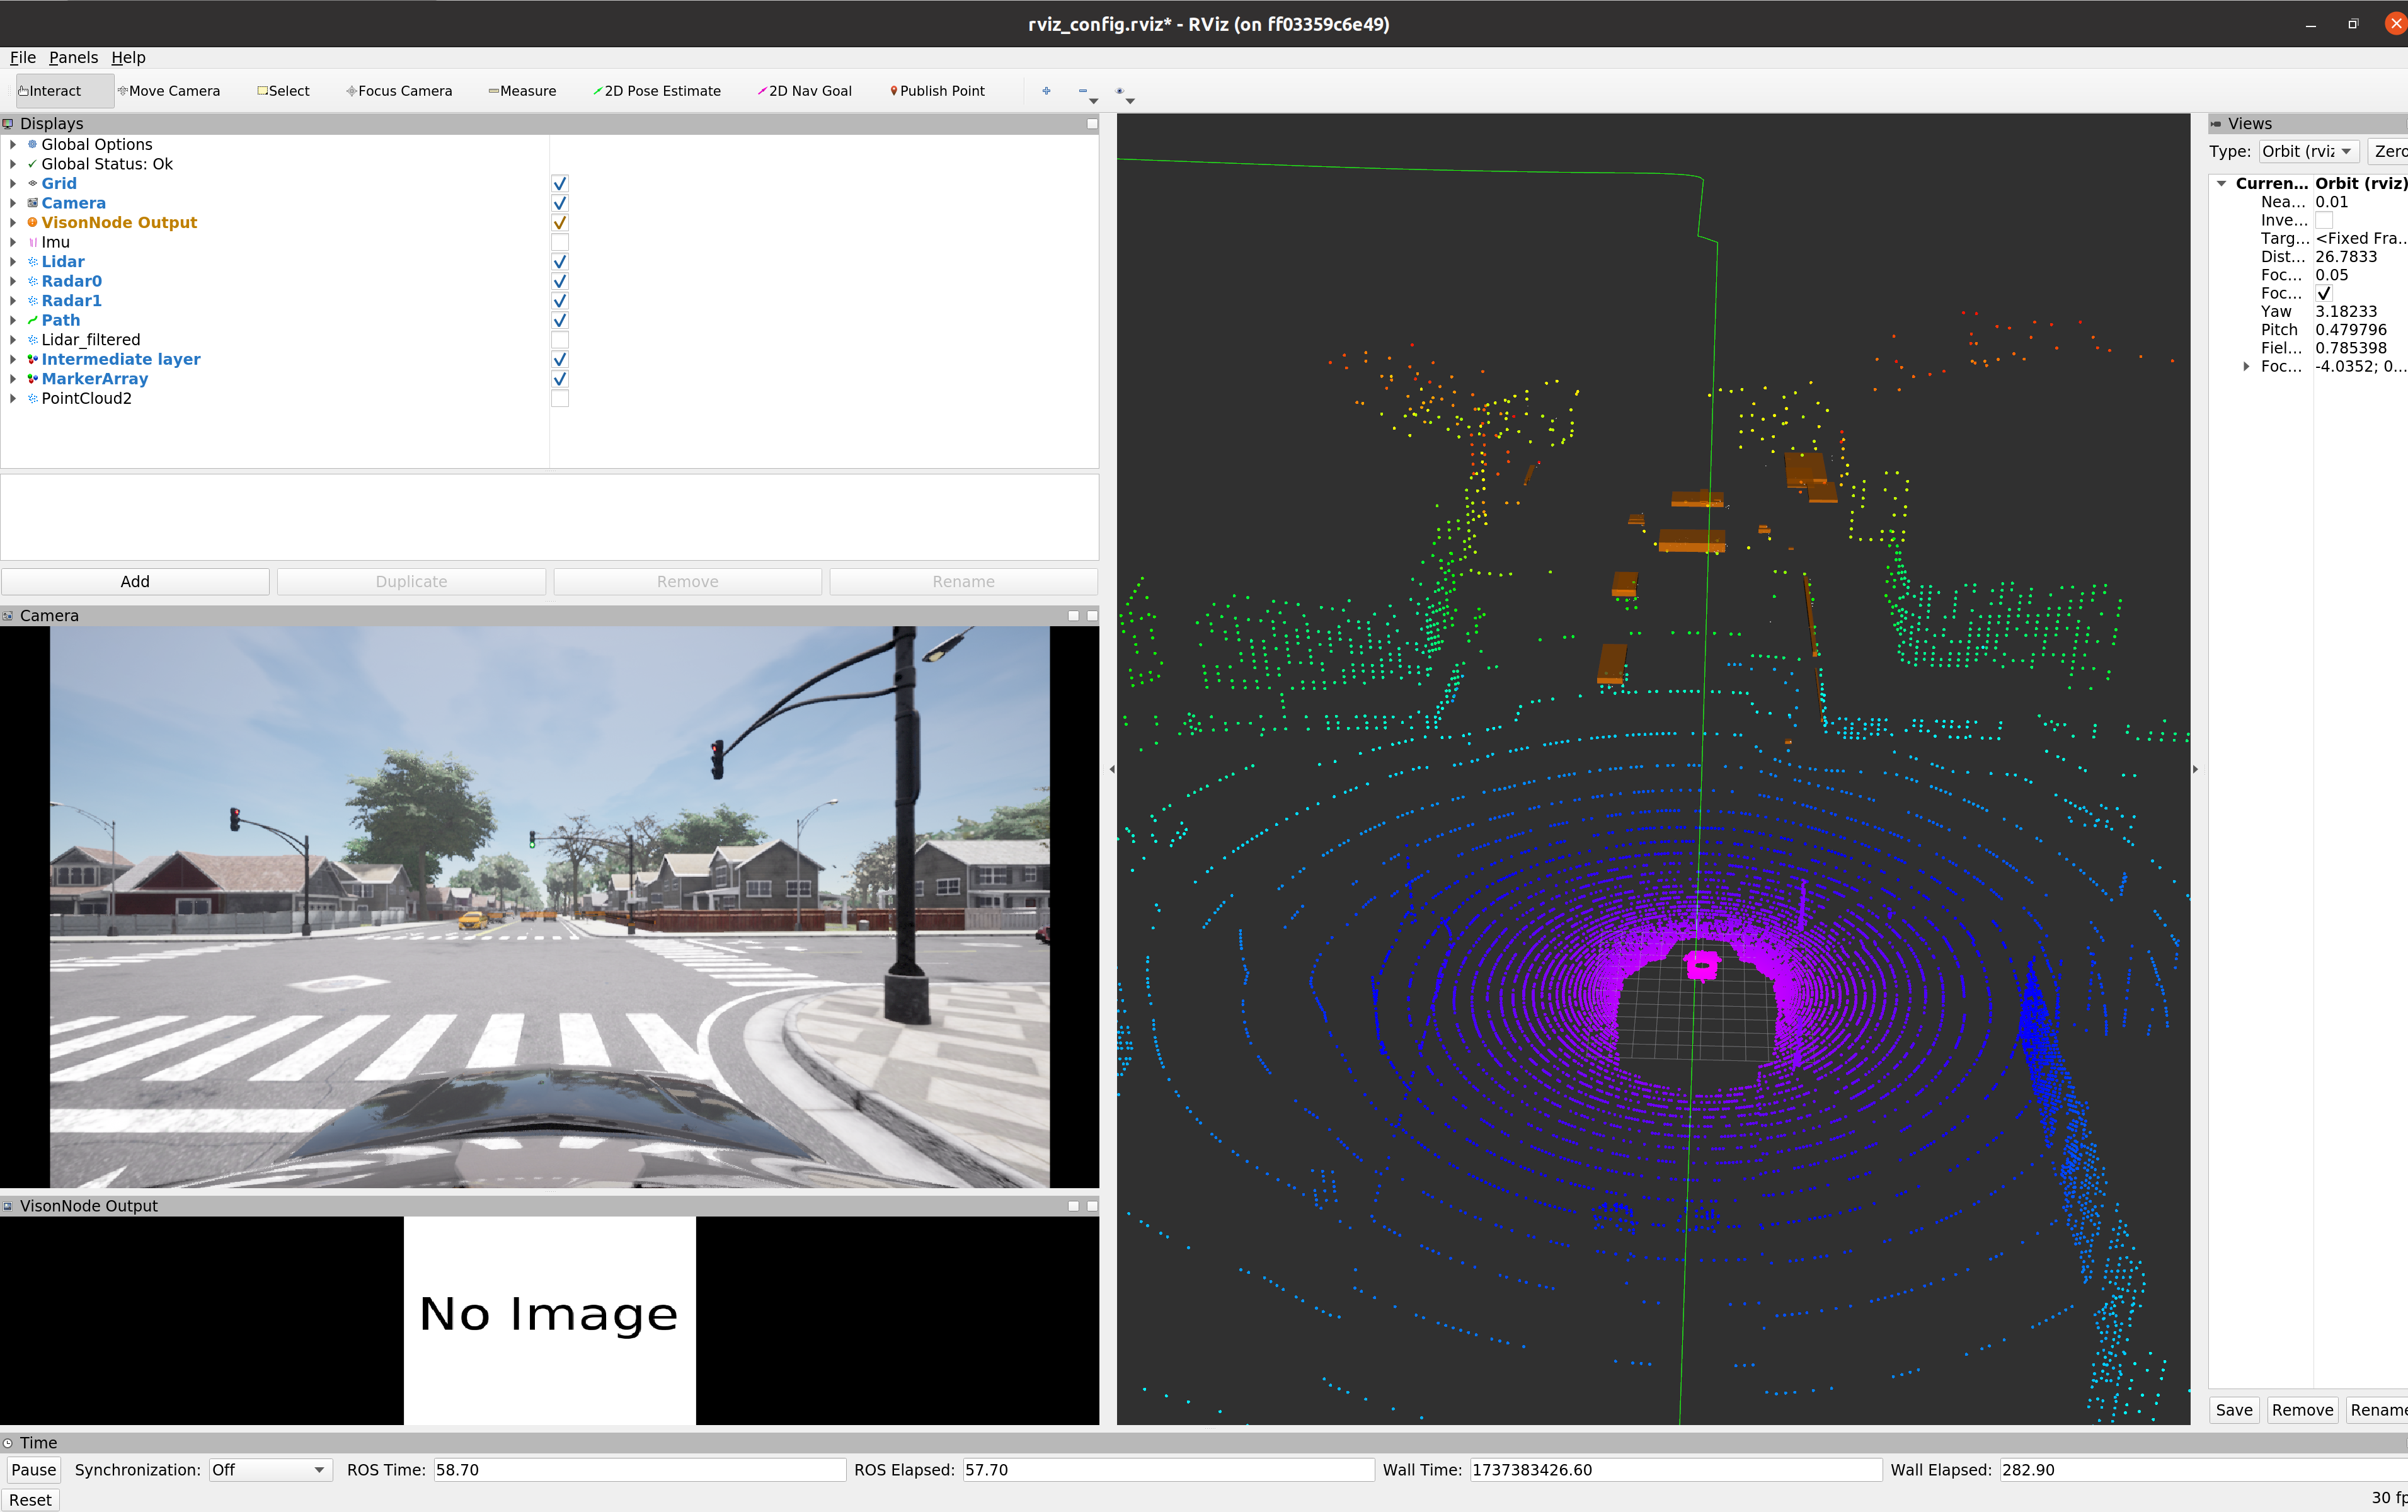 rviz_config.rviz* - RViz (on ff03359c6e49)
File Panels Help
Interact Move Camera Select Focus Camera Measure 2D Pose Estimate 2D Nav Goal Publish Point
Displays
Global Options
Global Status: Ok
Grid
Camera
VisonNode Output
Imu
Lidar
Radar0
Radar1
Path
Lidar_filtered
Intermediate layer
MarkerArray
PointCloud2
Add Duplicate Remove Rename
Camera
VisonNode Output
No Image
Views
Type: Orbit (rviz Zero
Curren... Orbit (rviz)
Nea... 0.01
Inve...
Targ... <Fixed Fra...
Dist... 26.7833
Foc... 0.05
Foc...
Yaw 3.18233
Pitch 0.479796
Fiel... 0.785398
Foc... -4.0352; 0...
Save Remove Rename
Time
Pause Synchronization: Off ROS Time: 58.70 ROS Elapsed: 57.70 Wall Time: 1737383426.60 Wall Elapsed: 282.90
Reset 30 fp